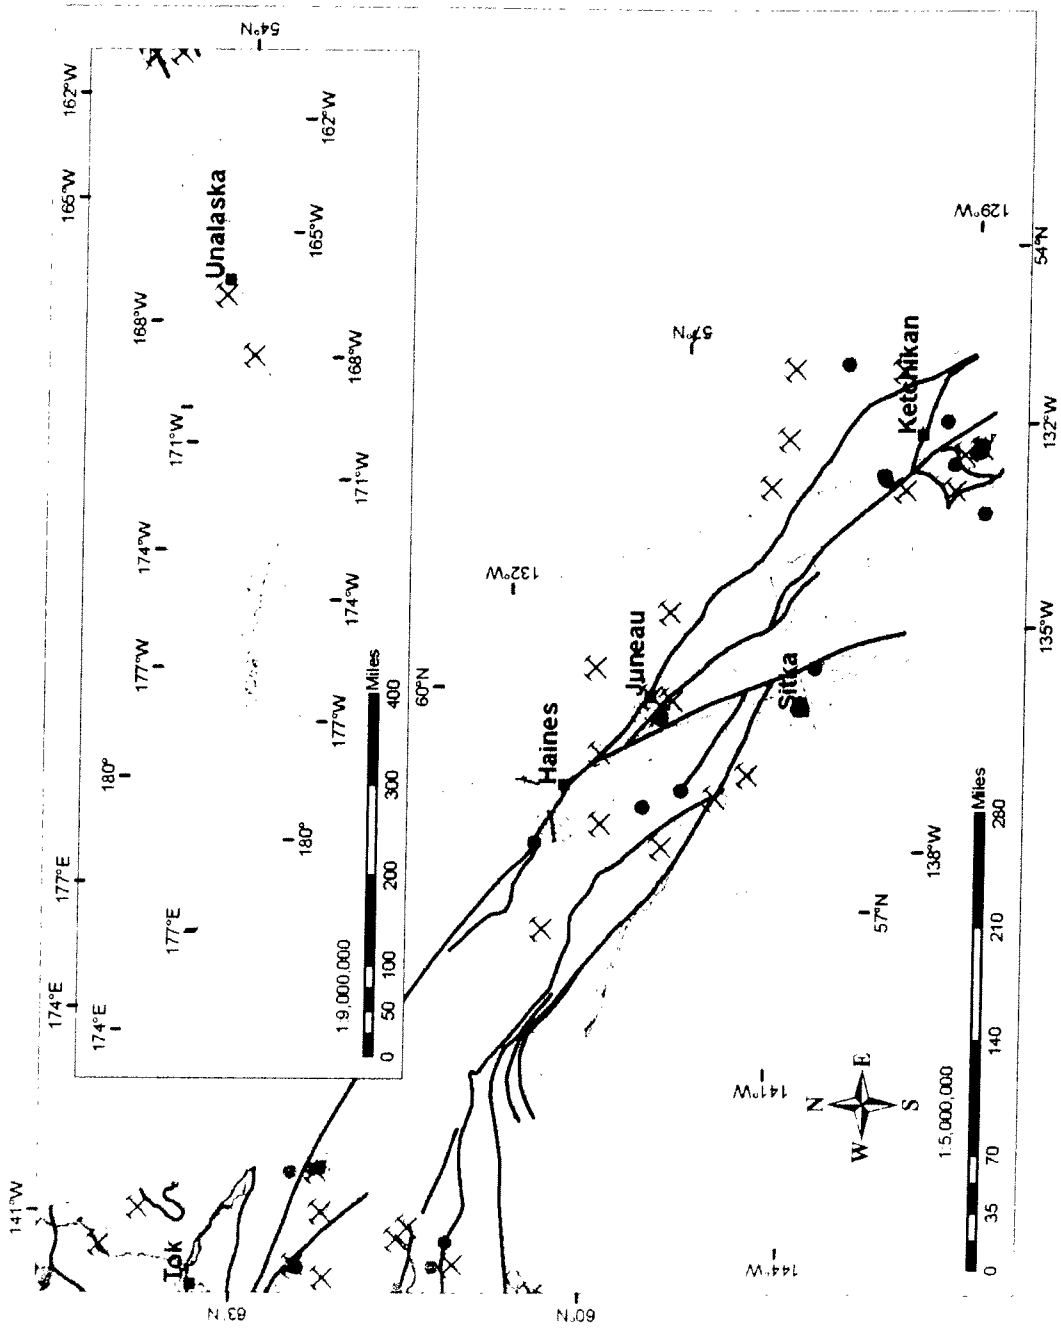 54°N
162°W
165°W
168°W
171°W
174°W
177°W
180°
177°E
174°E
Unalaska
162°W
165°W
168°W
171°W
174°W
177°W
180°
177°E
174°E
1:9,000,000
0 50 100 200 300 400
Miles
141°W
Tok
63°N
60°N
Haines
Juneau
Sitka
Ketchikan
60°N
132°W
57°N
129°W
54°N
132°W
135°W
138°W
57°N
141°W
144°W
N
E
S
W
1:5,000,000
0 35 70 140 210 280
Miles